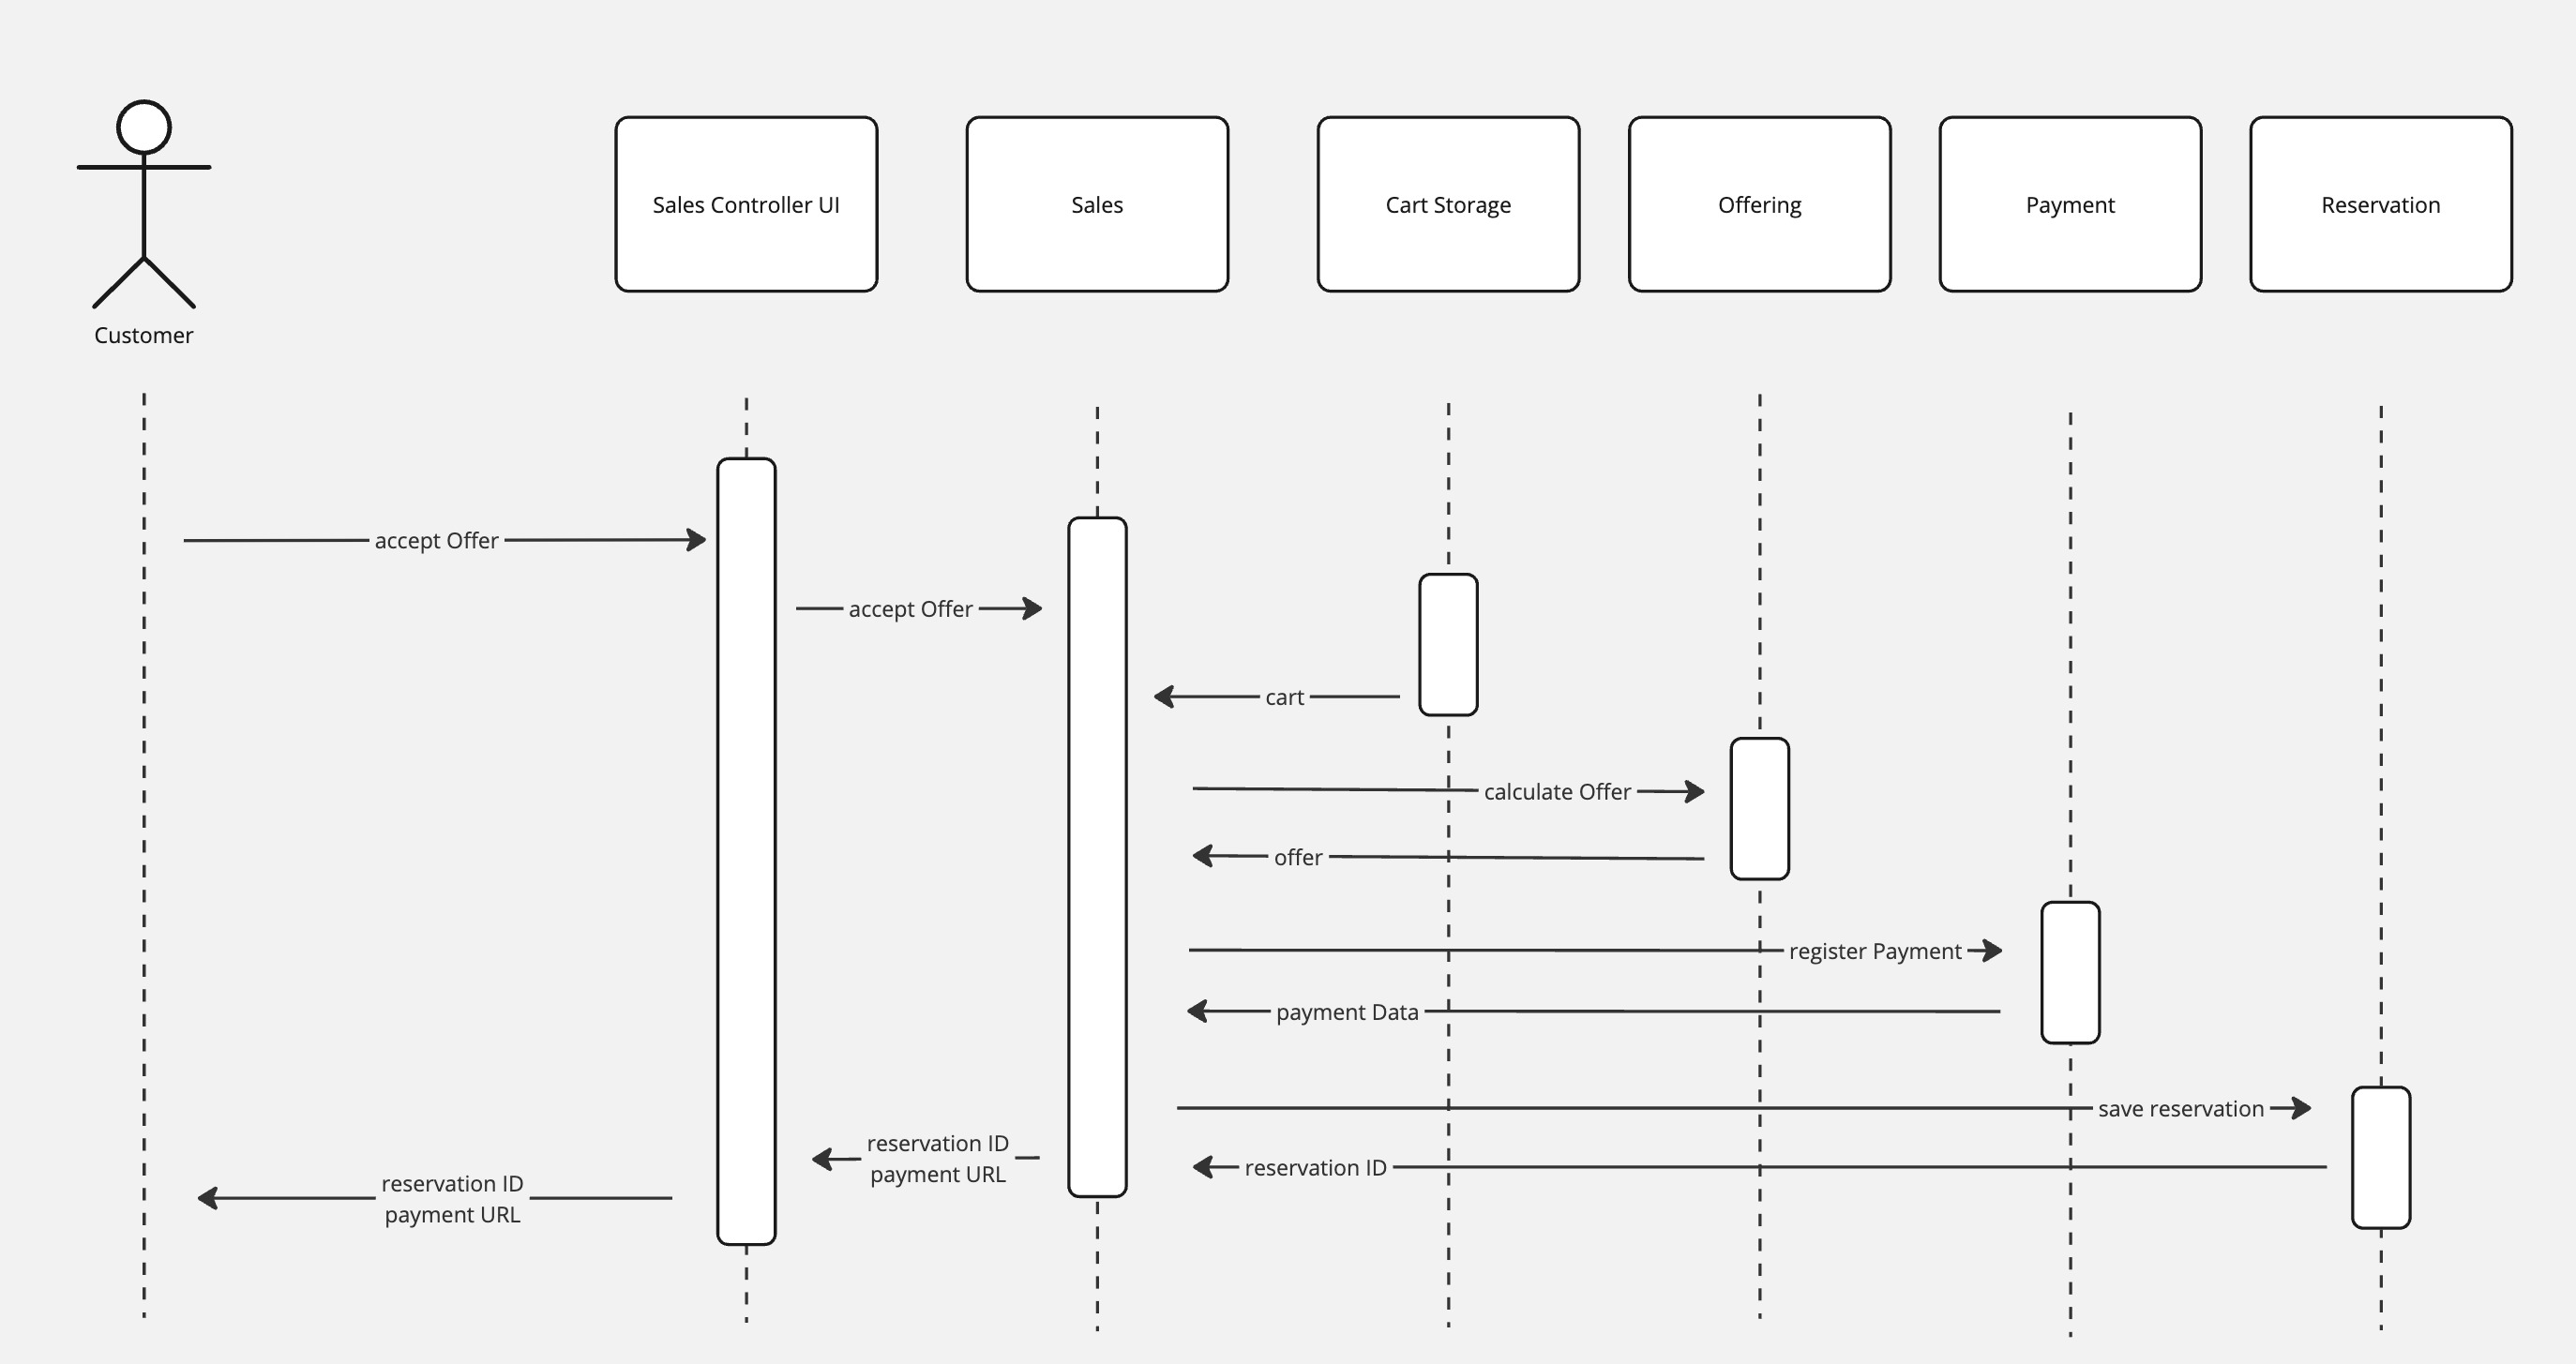 Sales Controller UI
Sales
Cart Storage
Offering
Payment
Reservation
Customer
accept Offer
accept Offer
cart
calculate Offer
offer
register Payment
payment Data
save reservation
reservation ID
payment URL
reservation ID
reservation ID
payment URL